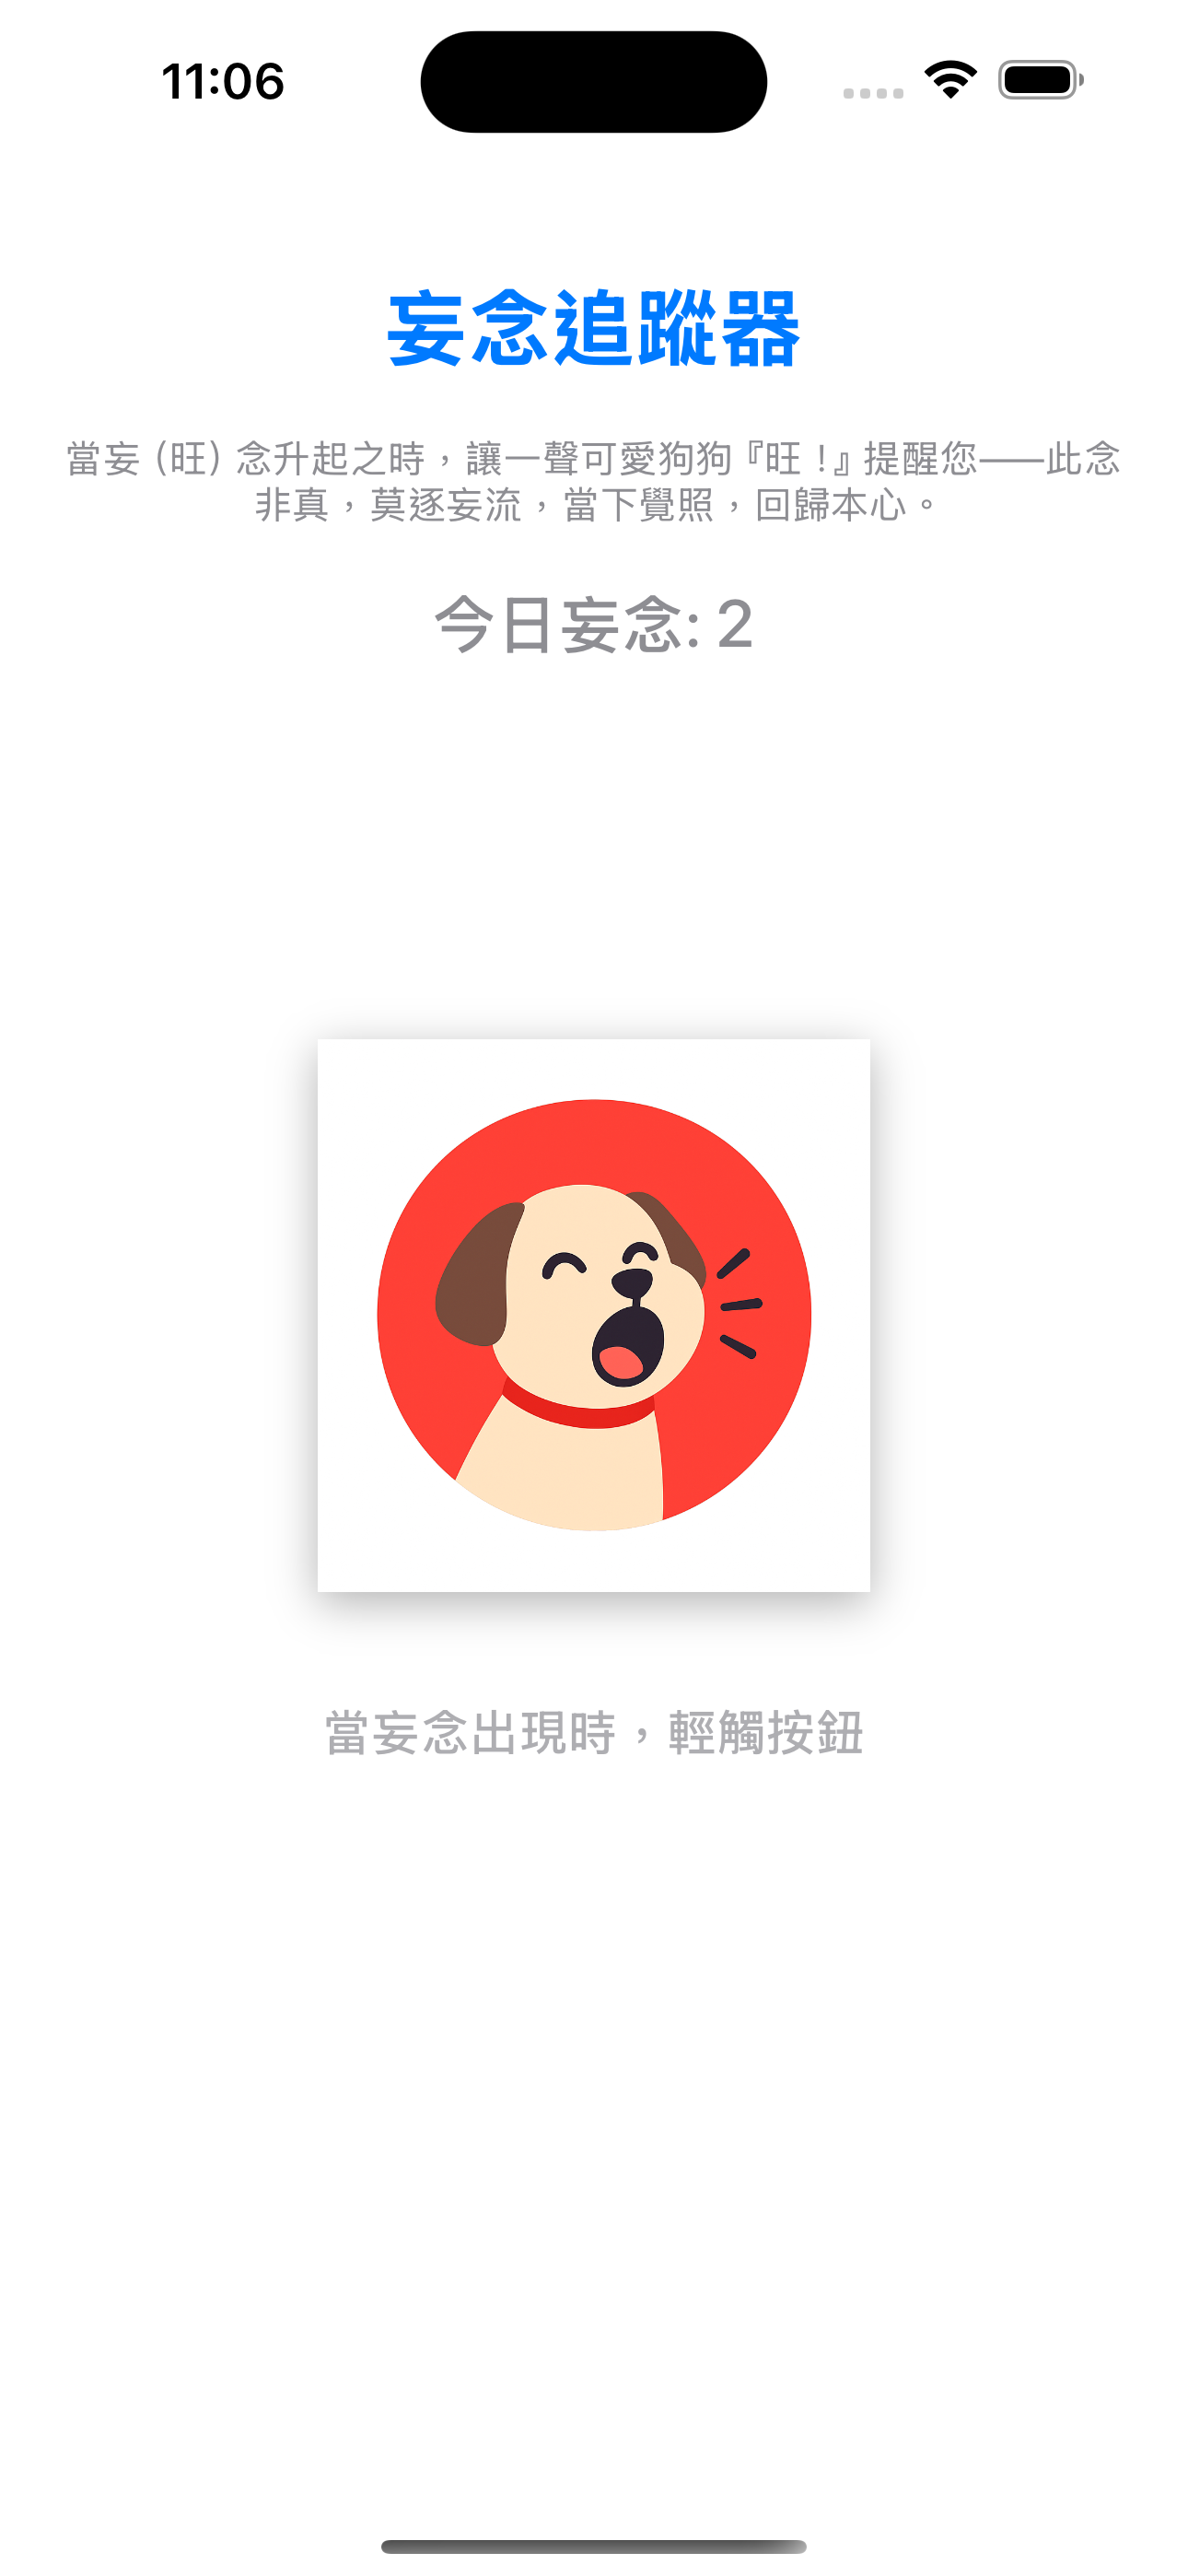 11:06
妄念追蹤器
當妄（旺）念升起之時，讓一聲可愛狗狗『旺！』提醒您——此念
非真，莫逐妄流，當下覺照，回歸本心。
今日妄念: 2
當妄念出現時，輕觸按鈕